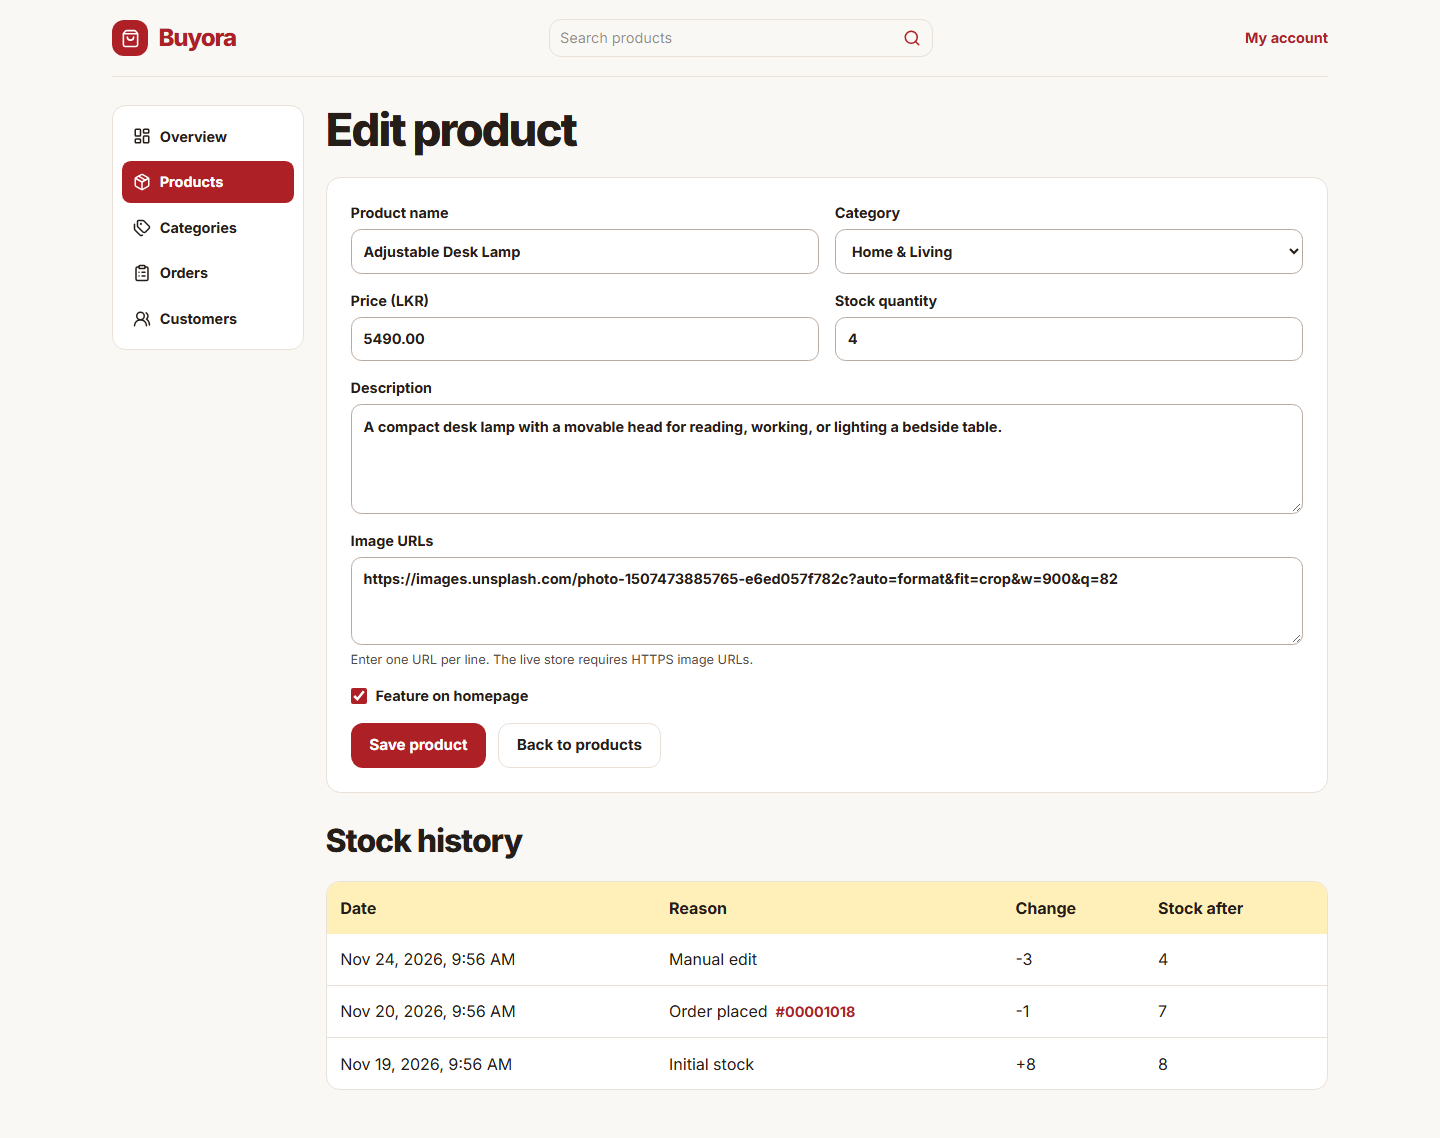 Buyora
Search products
My account
Overview
Products
Categories
Orders
Customers
Edit product
Product name
Category
Adjustable Desk Lamp
Home & Living
Price (LKR)
Stock quantity
5490.00
4
Description
A compact desk lamp with a movable head for reading, working, or lighting a bedside table.
Image URLs
https://images.unsplash.com/photo-1507473885765-e6ed057f782c?auto=format&fit=crop&w=900&q=82
Enter one URL per line. The live store requires HTTPS image URLs.
Feature on homepage
Save product
Back to products
Stock history
Date Reason Change Stock after
Nov 24, 2026, 9:56 AM Manual edit -3 4
Nov 20, 2026, 9:56 AM Order placed #00001018 -1 7
Nov 19, 2026, 9:56 AM Initial stock +8 8